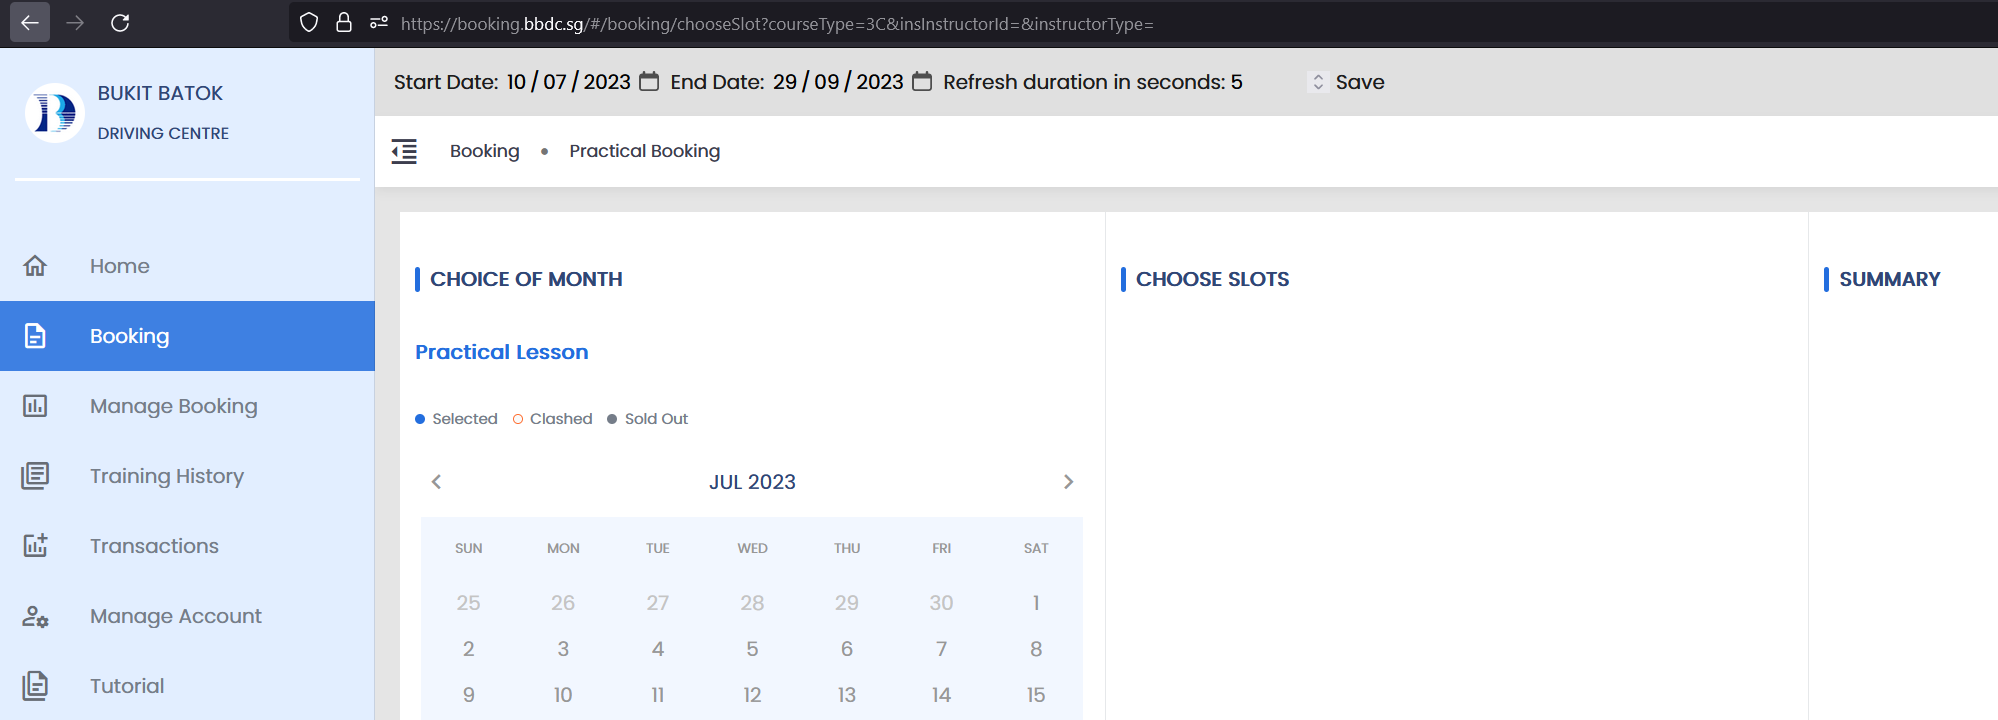 https://booking.bbdc.sg/#/booking/chooseSlot?courseType=3C&insInstructorId=&instructorType=
BUKIT BATOK
DRIVING CENTRE
Home
Booking
Manage Booking
Training History
Transactions
Manage Account
Tutorial
Start Date: 10/07/2023 End Date: 29/09/2023 Refresh duration in seconds: 5 Save
Booking • Practical Booking
CHOICE OF MONTH
Practical Lesson
Selected Clashed Sold Out
JUL 2023
SUN MON TUE WED THU FRI SAT
25 26 27 28 29 30 1
2 3 4 5 6 7 8
9 10 11 12 13 14 15
CHOOSE SLOTS
SUMMARY